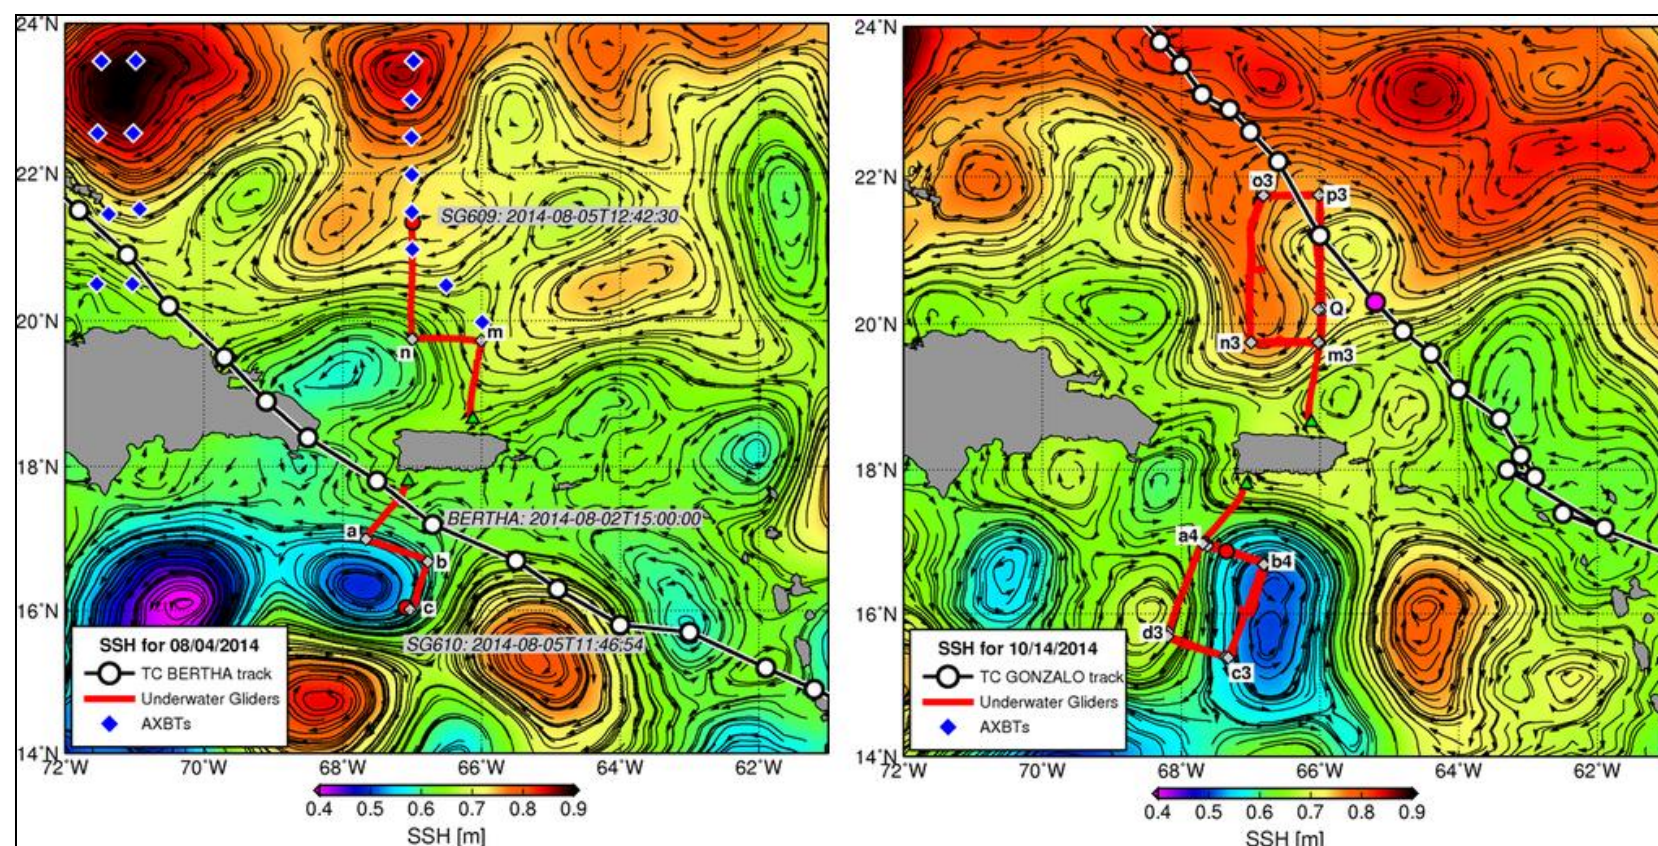 24°N
22°N
20°N
18°N
16°N
14°N
72°W 70°W 68°W 66°W 64°W 62°W
SG609: 2014-08-05T12:42:30
m
n
BERTHA: 2014-08-02T15:00:00
a
b
c
SG610: 2014-08-05T11:46:54
SSH for 08/04/2014
TC BERTHA track
Underwater Gliders
AXBTs
0.4 0.5 0.6 0.7 0.8 0.9
SSH [m]
24°N
22°N
20°N
18°N
16°N
14°N
72°W 70°W 68°W 66°W 64°W 62°W
o3
p3
Q
n3
m3
a4
b4
d3
c3
SSH for 10/14/2014
TC GONZALO track
Underwater Gliders
AXBTs
0.4 0.5 0.6 0.7 0.8 0.9
SSH [m]